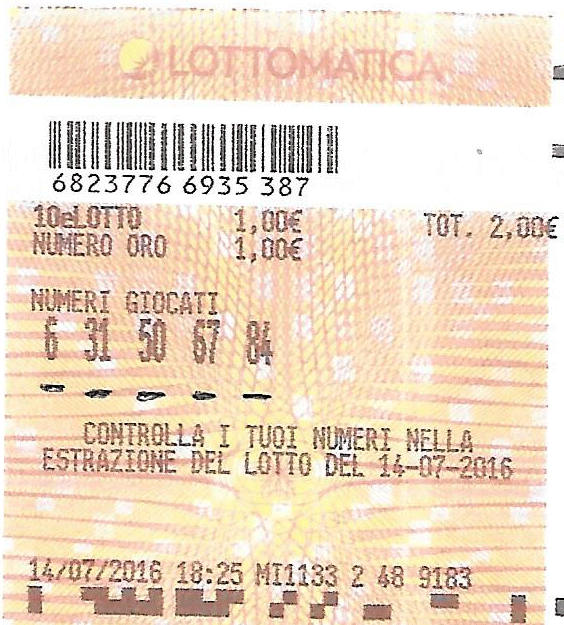 LOTTOMATICA
6823776 6935 387
10eLOTTO 1,00€ TOT. 2,00€
NUMERO ORO 1,00€
NUMERI GIOCATI
6 31 50 67 84
CONTROLLA I TUOI NUMERI NELLA
ESTRAZIONE DEL LOTTO DEL 14-07-2016
14/07/2016 18:25 MI1133 2 48 9183